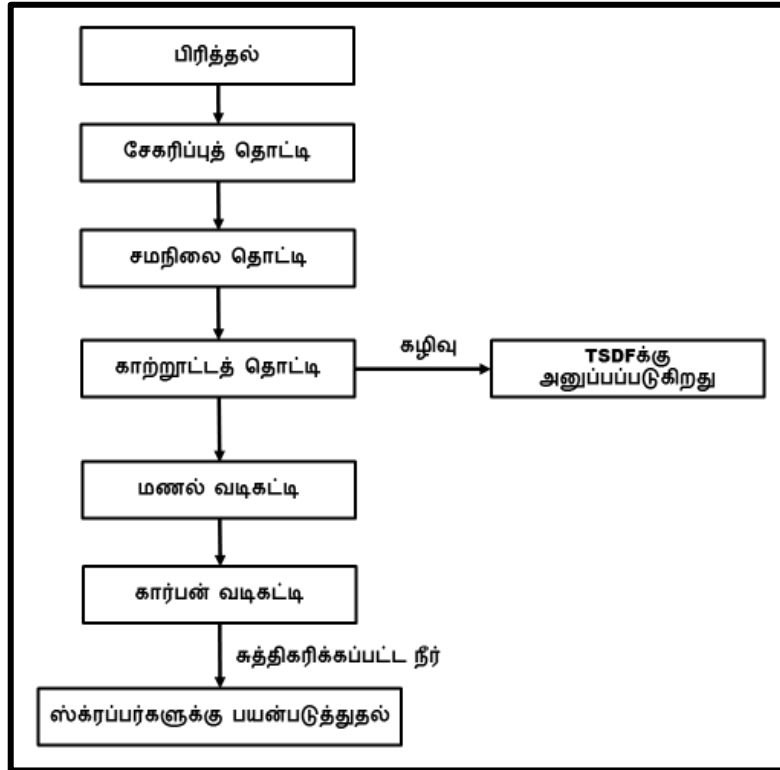 பிரித்தல்
சேகரிப்புத் தொட்டி
சமநிலை தொட்டி
காற்றூட்டத் தொட்டி
கழிவு
TSDFக்கு
அனுப்பப்படுகிறது
மணல் வடிகட்டி
கார்பன் வடிகட்டி
சுத்திகரிக்கப்பட்ட நீர்
ஸ்க்ரப்பர்களுக்கு பயன்படுத்துதல்